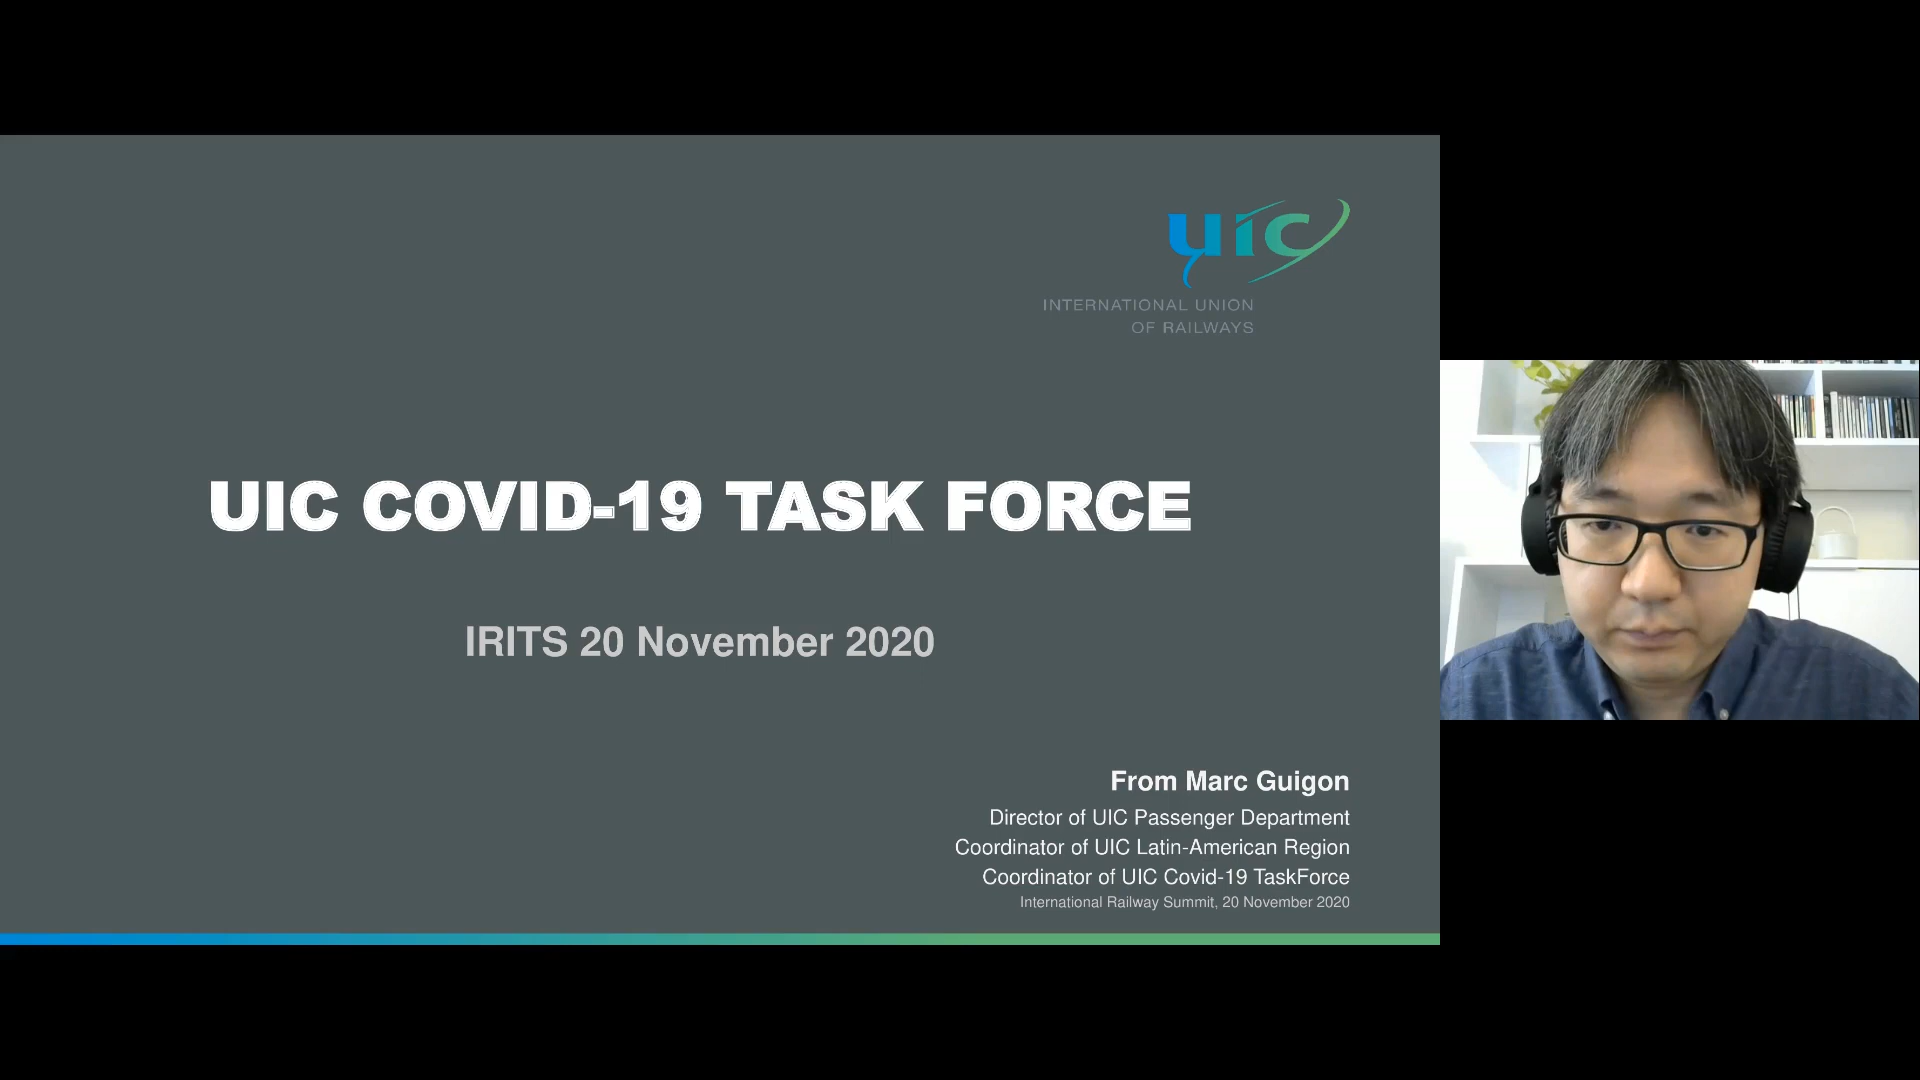 uic
INTERNATIONAL UNION
OF RAILWAYS
UIC COVID-19 TASK FORCE
IRITS 20 November 2020
From Marc Guigon
Director of UIC Passenger Department
Coordinator of UIC Latin-American Region
Coordinator of UIC Covid-19 TaskForce
International Railway Summit, 20 November 2020